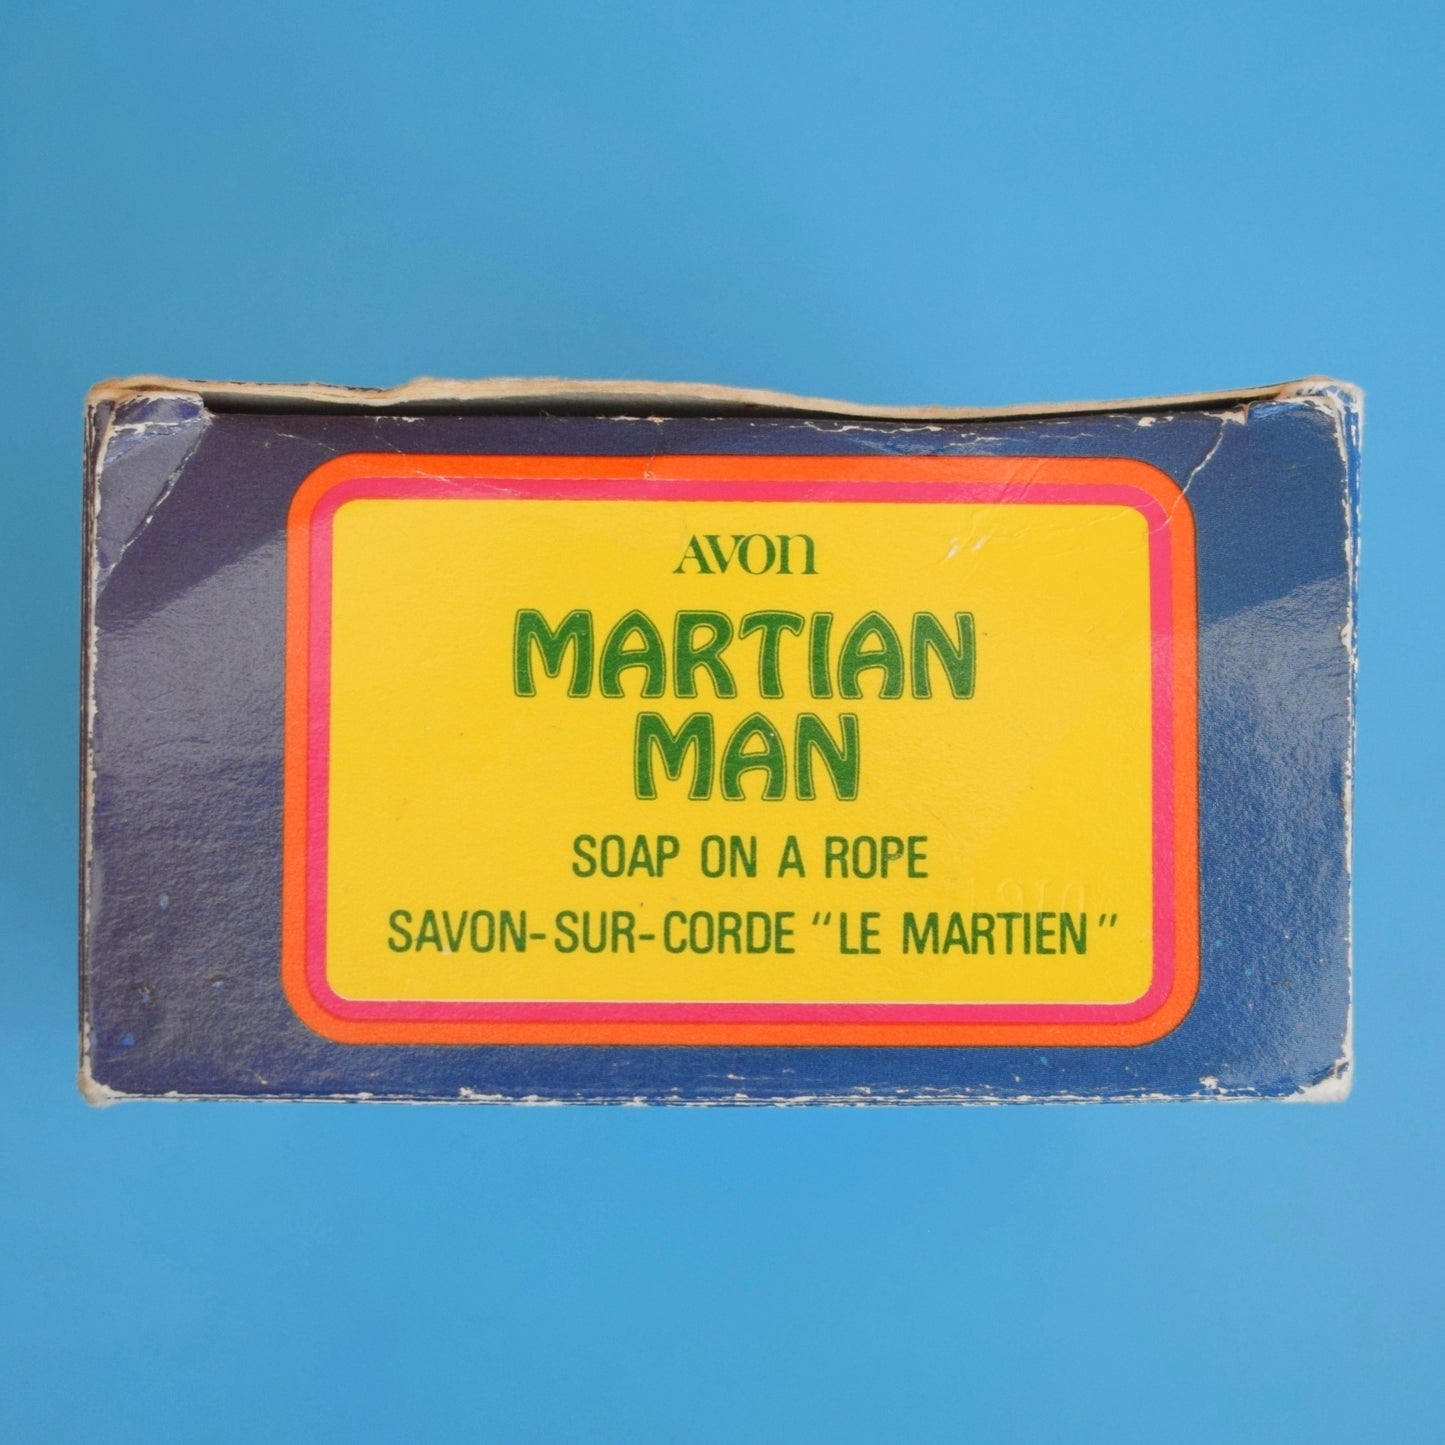 AVON
MARTIAN
MAN
SOAP ON A ROPE
SAVON-SUR-CORDE "LE MARTIEN"